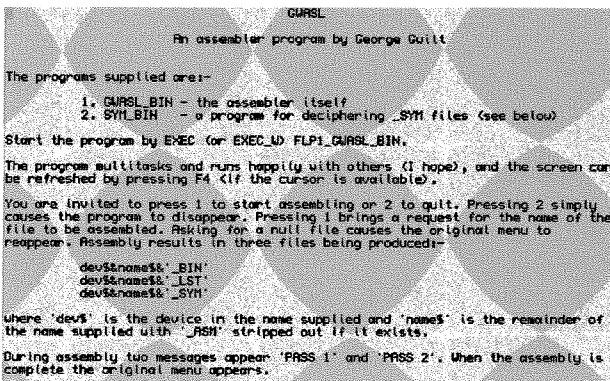 GWASL
An assembler program by George Gwilt
The programs supplied are:-
1. GWASL_BIN - the assembler itself
2. SYM_BIN - a program for deciphering _SYM files (see below)
Start the program by EXEC (or EXEC_W) FLP1_GWASL_BIN.
The program multitasks and runs happily with others (I hope), and the screen can
be refreshed by pressing F4 (if the cursor is available).
You are invited to press 1 to start assembling or 2 to quit. Pressing 2 simply
causes the program to disappear. Pressing 1 brings a request for the name of the
file to be assembled. Asking for a null file causes the original menu to
reappear. Assembly results in three files being produced:-
dev$&name$&'_BIN'
dev$&name$&'_LST'
dev$&name$&'_SYM'
where 'dev$' is the device in the name supplied and 'name$' is the remainder of
the name supplied with '_ASM' stripped out if it exists.
During assembly two messages appear 'PASS 1' and 'PASS 2'. When the assembly is
complete the original menu appears.